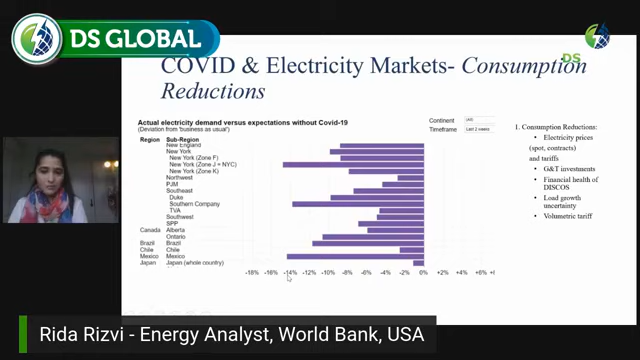 DS GLOBAL
DS
COVID & Electricity Markets- Consumption
Reductions
Actual electricity demand versus expectations without Covid-19
(Deviation from 'business as usual')
Continent
Timeframe
Last 2 weeks
Region Sub-Region
New England
New York
New York (Zone F)
New York (Zone J = NYC)
New York (Zone K)
Northwest
PJM
Southeast
Duke
Southern Company
TVA
Southwest
SPP
Canada Alberta
Ontario
Brazil Brazil
Chile Chile
Mexico Mexico
Japan Japan (whole country)
-18% -16% -14% -12% -10% -8% -6% -4% -2% 0% +2% +4% +6%
1. Consumption Reductions:
• Electricity prices
(spot, contracts)
and tariffs
• G&T investments
• Financial health of
DISCOS
• Load growth
uncertainty
• Volumetric tariff
Rida Rizvi - Energy Analyst, World Bank, USA